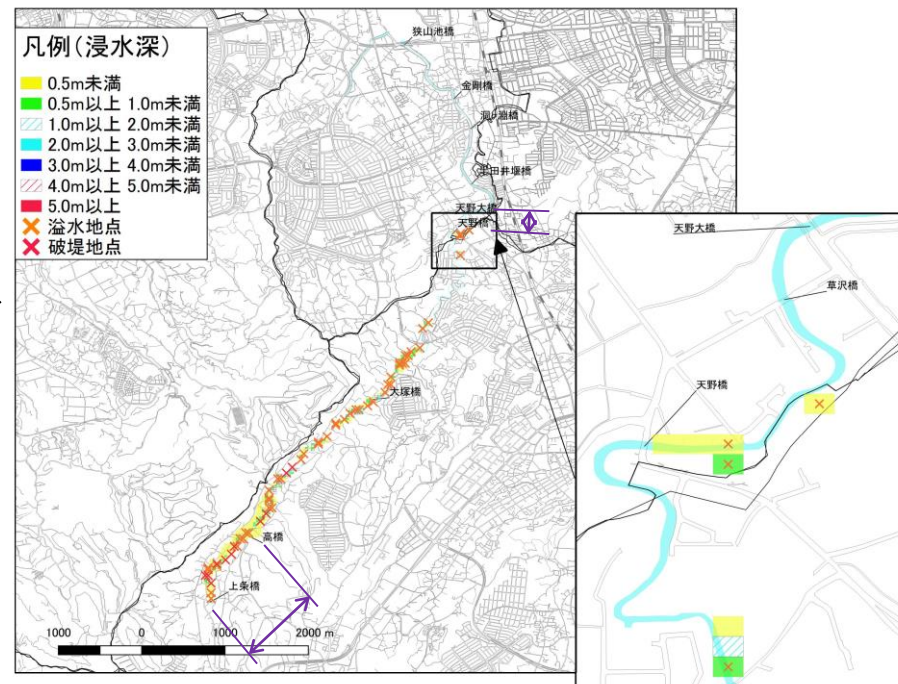 凡例(浸水深)
0.5m未満
0.5m以上 1.0m未満
1.0m以上 2.0m未満
2.0m以上 3.0m未満
3.0m以上 4.0m未満
4.0m以上 5.0m未満
5.0m以上
溢水地点
破堤地点
狭山池橋
金剛橋
天野大橋
天野橋
大塚橋
高橋
上条橋
1000 0 1000 2000 m
天野大橋
草沢橋
天野橋